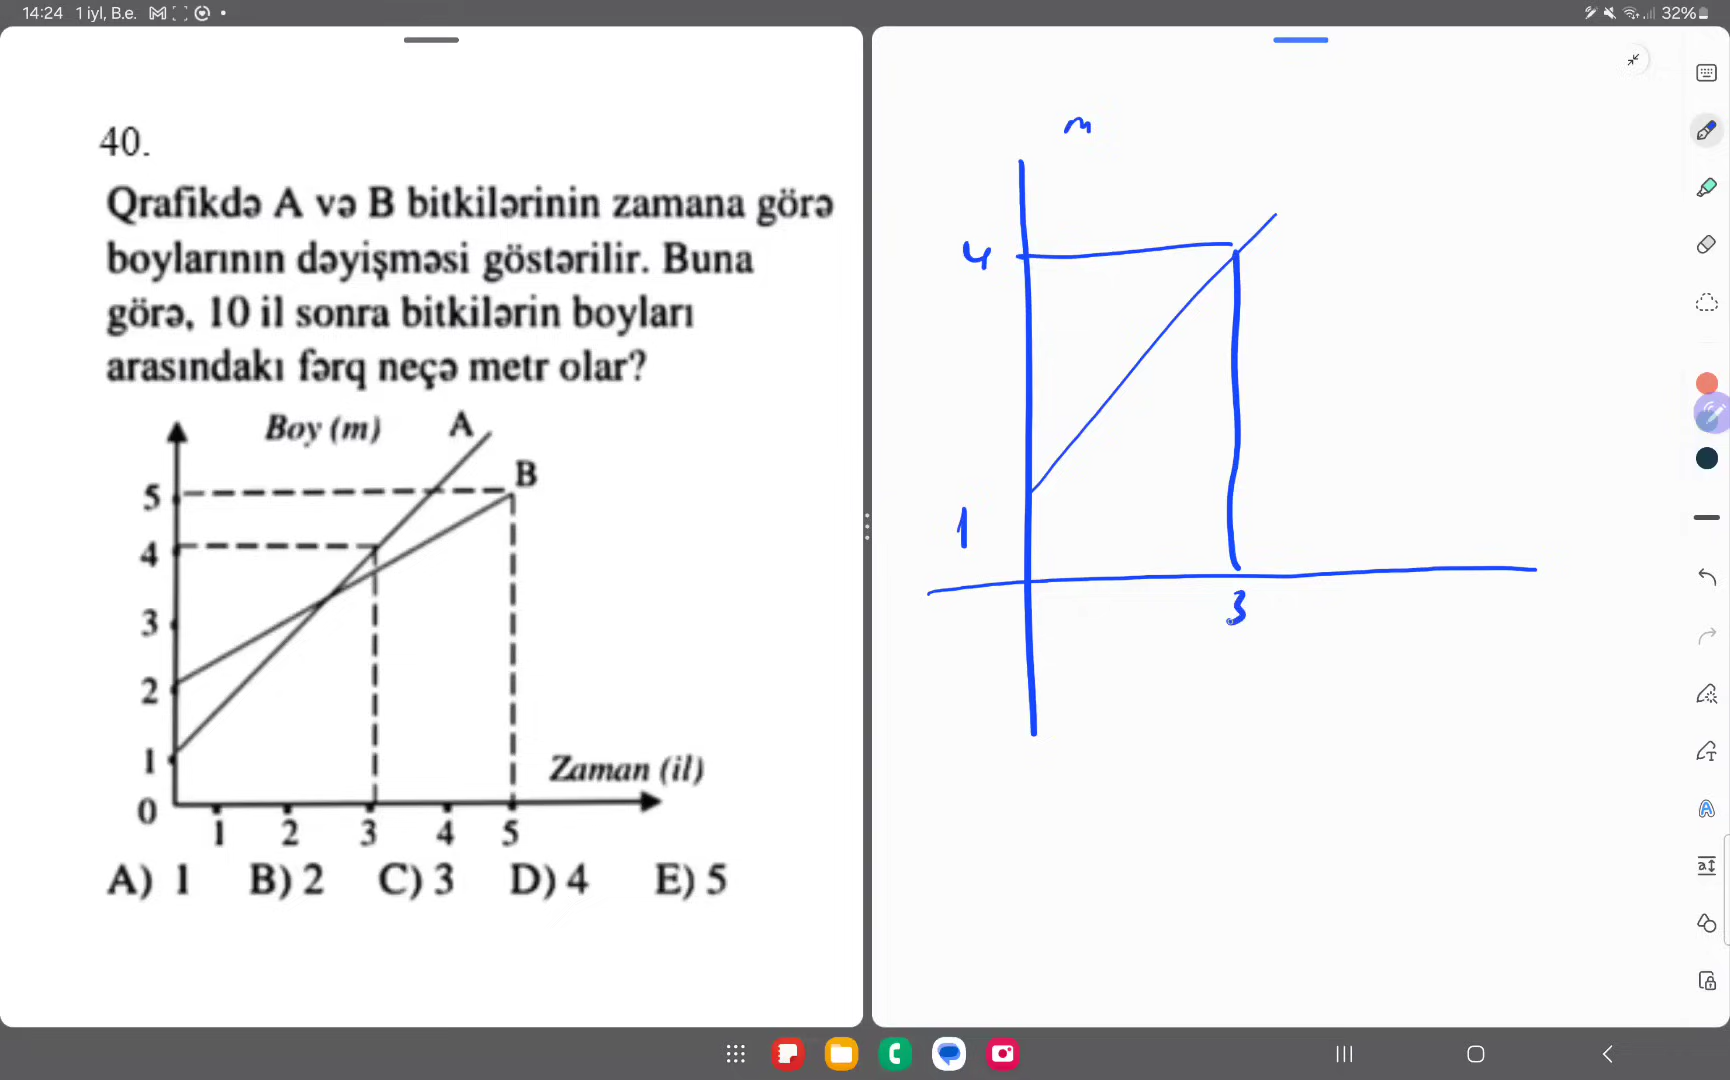 14:24 1 iyl, B.e.
32%
40.
Qrafikdə A və B bitkilərinin zamana görə
boylarının dəyişməsi göstərilir. Buna
görə, 10 il sonra bitkilərin boyları
arasındakı fərq neçə metr olar?
Boy (m)
A
B
5
4
3
2
1
0
Zaman (il)
1 2 3 4 5
A) 1 B) 2 C) 3 D) 4 E) 5
m
4
1
3